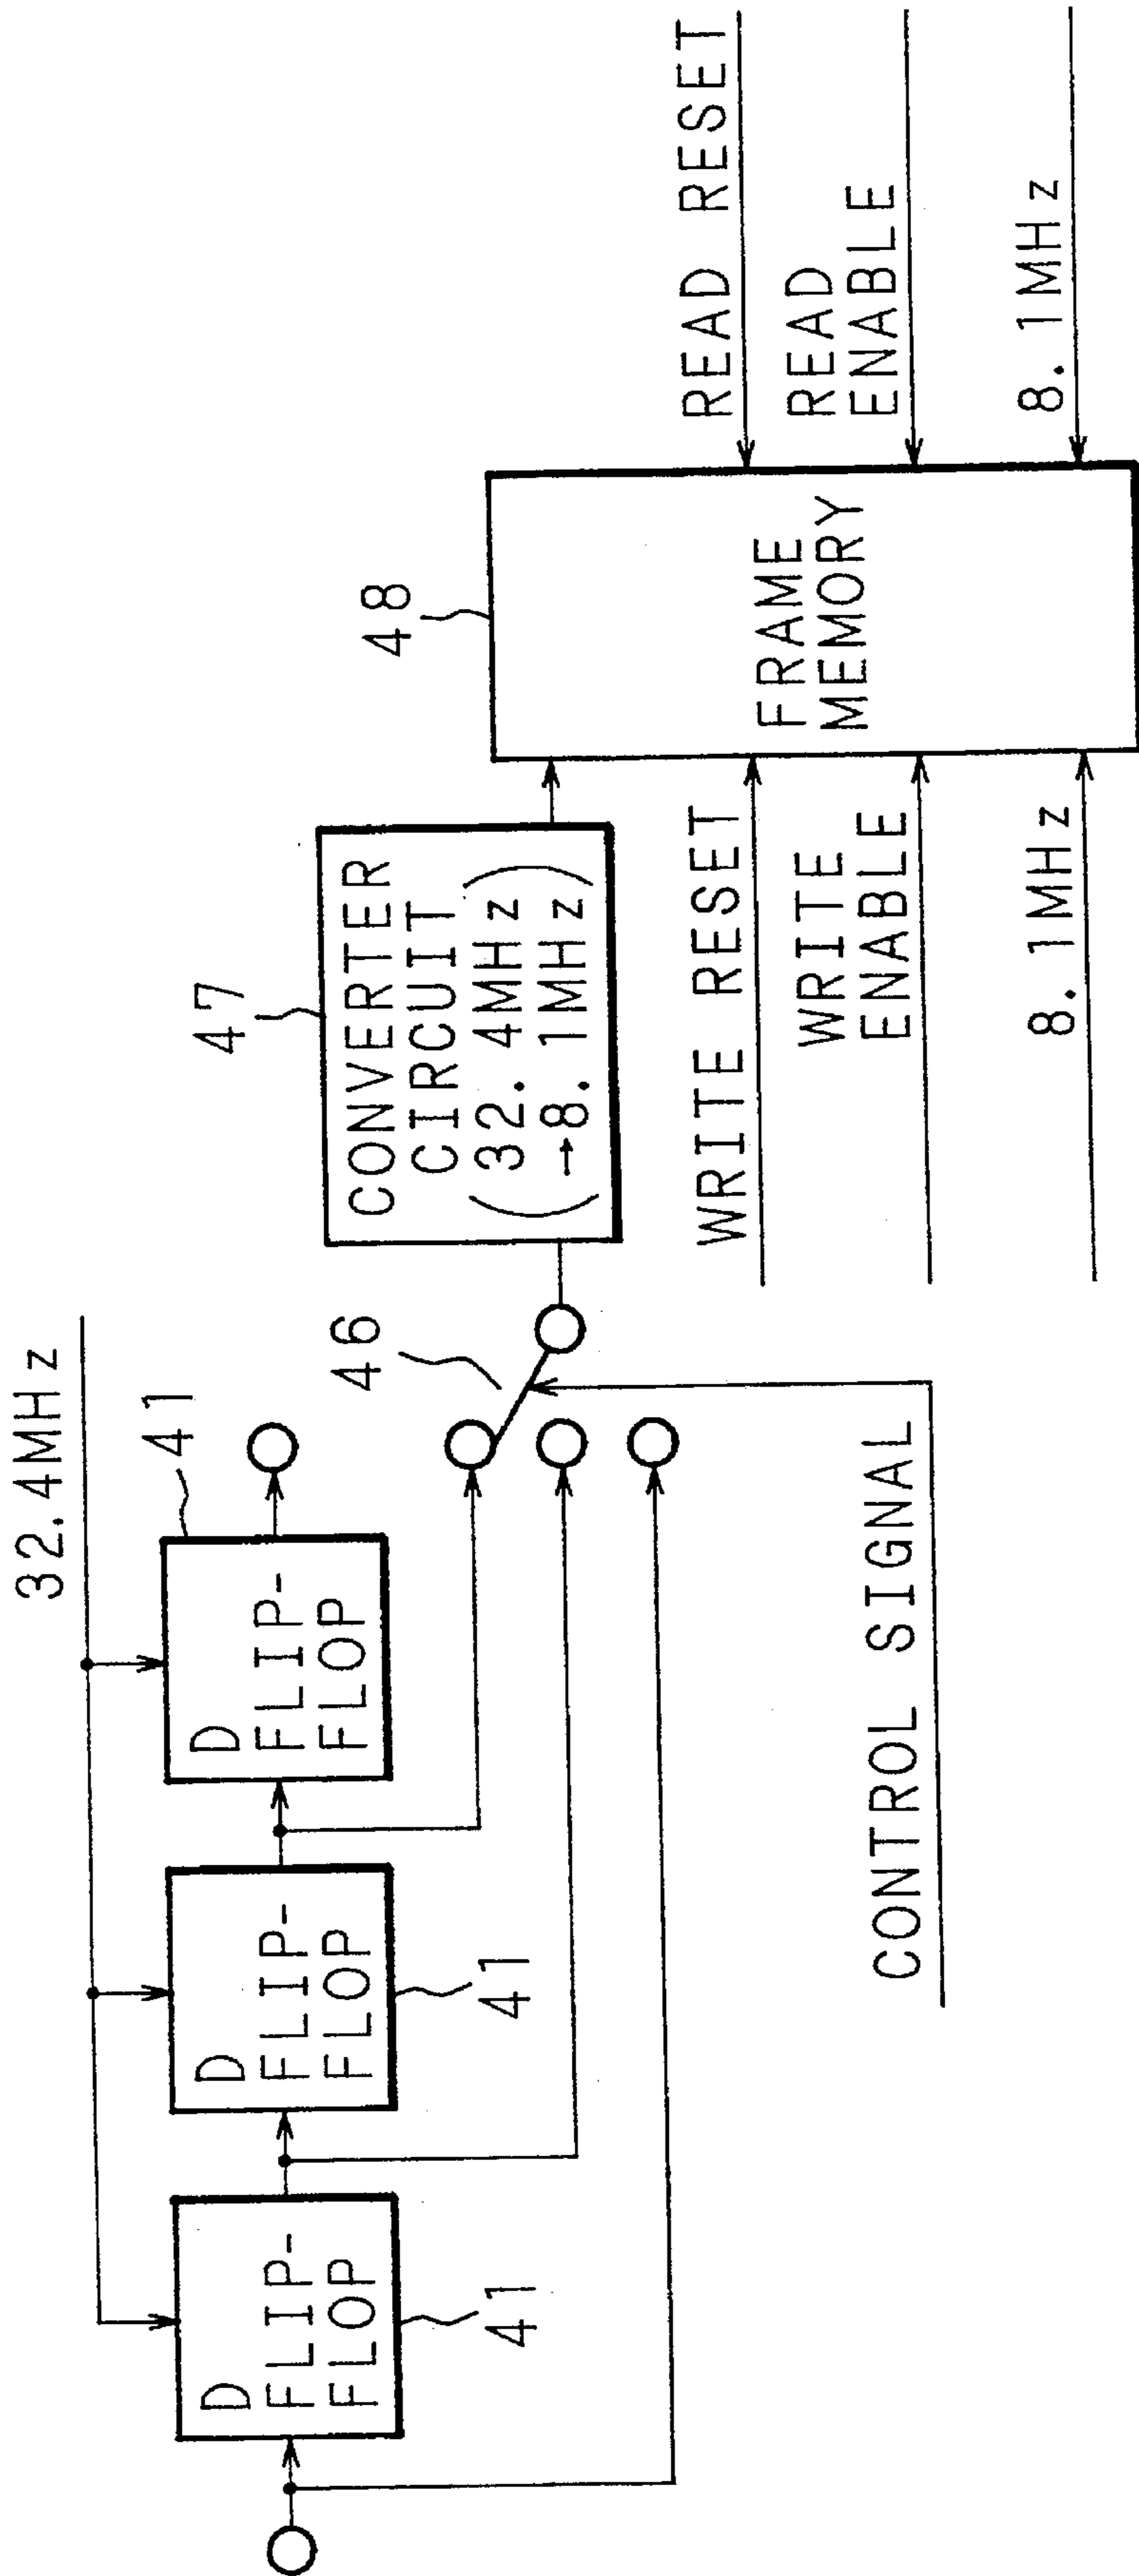 32.4MHz
41
D
FLIP-
FLOP
D
FLIP-
FLOP
D
FLIP-
FLOP
41
41
46
CONTROL SIGNAL
47
CONVERTER
CIRCUIT
(32.4MHz
→8.1MHz)
48
FRAME
MEMORY
WRITE RESET
WRITE
ENABLE
8.1MHz
READ RESET
READ
ENABLE
8.1MHz